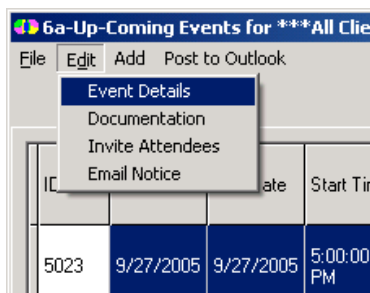 6a-Up-Coming Events for ***All Clie
File Edit Add Post to Outlook
Event Details
Documentation
Invite Attendees
Email Notice
ID ate Start Tir
5023 9/27/2005 9/27/2005 5:00:00
PM